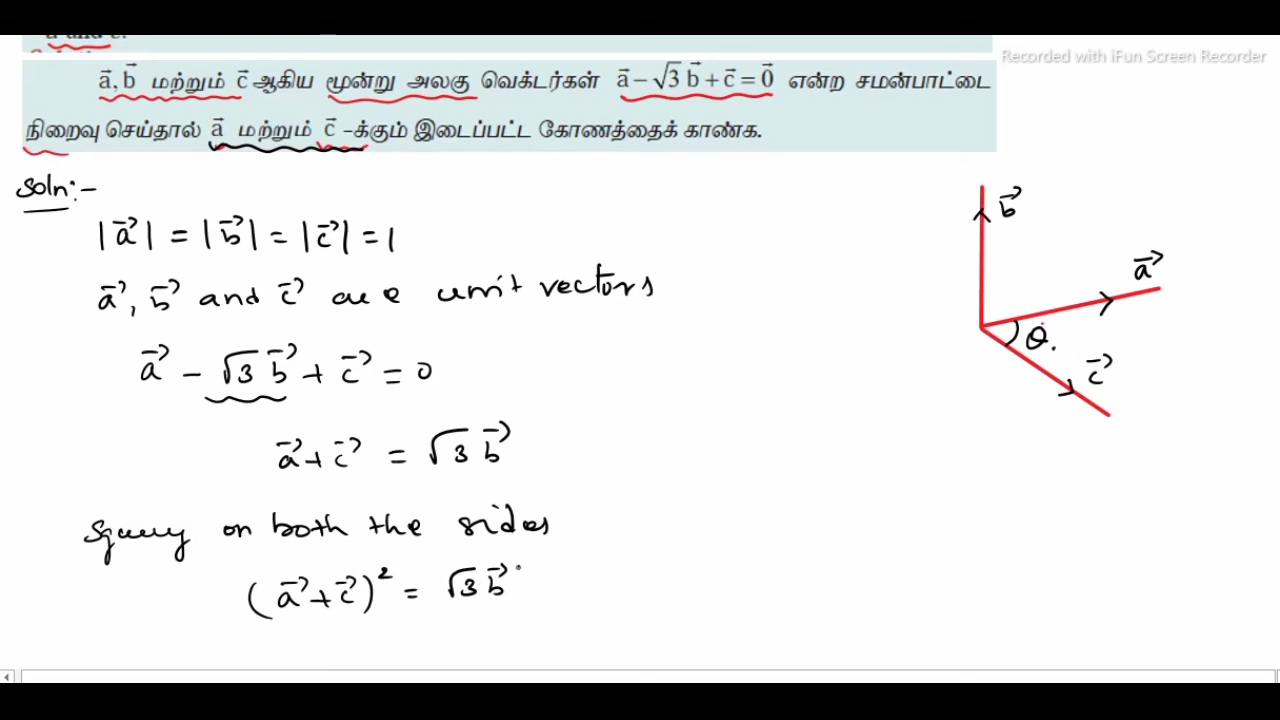 a and c.
Recorded with iFun Screen Recorder
a⃗, b⃗ மற்றும் c⃗ ஆகிய மூன்று அலகு வெக்டர்கள் a⃗ − √3 b⃗ + c⃗ = 0⃗ என்ற சமன்பாட்டை
நிறைவு செய்தால் a⃗ மற்றும் c⃗ -க்கும் இடைப்பட்ட கோணத்தைக் காண்க.
Soln:-
|a⃗| = |b⃗| = |c⃗| = 1
a⃗, b⃗ and c⃗ are unit vectors
a⃗ − √3 b⃗ + c⃗ = 0
a⃗ + c⃗ = √3 b⃗
on both the sides
(a⃗ + c⃗)² = √3 b⃗
b⃗
a⃗
θ.
c⃗